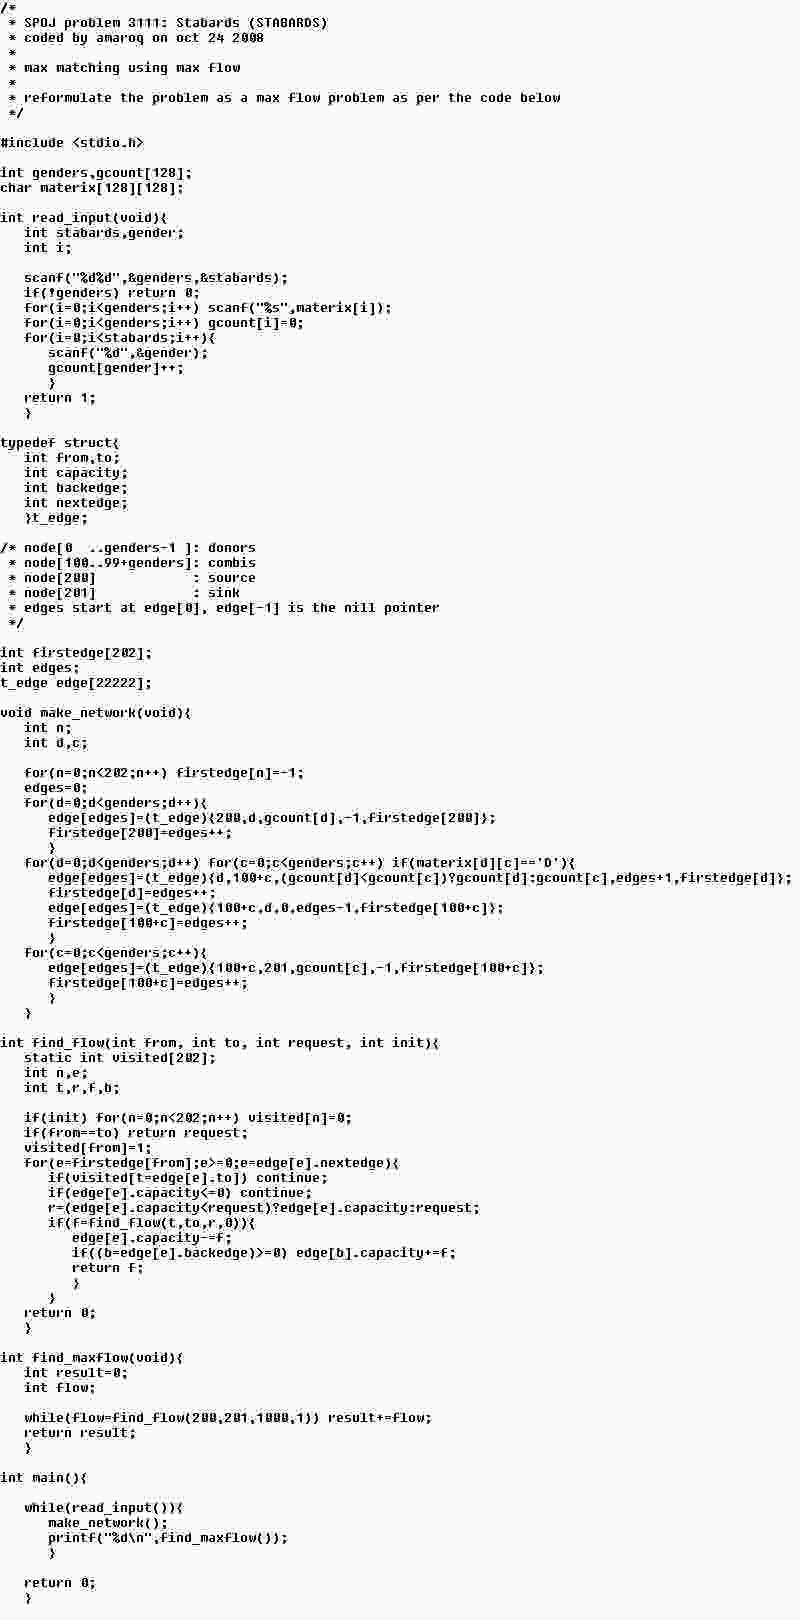 /*
 * SPOJ problem 3111: Stabards (STABARDS)
 * coded by amaroq on oct 24 2008
 *
 * max matching using max flow
 *
 * reformulate the problem as a max flow problem as per the code below
 */

#include <stdio.h>

int genders,gcount[128];
char materix[128][128];

int read_input(void){
   int stabards,gender;
   int i;

   scanf("%d%d",&genders,&stabards);
   if(!genders) return 0;
   for(i=0;i<genders;i++) scanf("%s",materix[i]);
   for(i=0;i<genders;i++) gcount[i]=0;
   for(i=0;i<stabards;i++){
      scanf("%d",&gender);
      gcount[gender]++;
      }
   return 1;
   }

typedef struct{
   int from,to;
   int capacity;
   int backedge;
   int nextedge;
   }t_edge;

/* node[0  ..genders-1 ]: donors
 * node[100..99+genders]: combis
 * node[200]            : source
 * node[201]            : sink
 * edges start at edge[0], edge[-1] is the nill pointer
 */

int firstedge[202];
int edges;
t_edge edge[22222];

void make_network(void){
   int n;
   int d,c;

   for(n=0;n<202;n++) firstedge[n]=-1;
   edges=0;
   for(d=0;d<genders;d++){
      edge[edges]=(t_edge){200,d,gcount[d],-1,firstedge[200]};
      firstedge[200]=edges++;
      }
   for(d=0;d<genders;d++) for(c=0;c<genders;c++) if(materix[d][c]=='D'){
      edge[edges]=(t_edge){d,100+c,(gcount[d]<gcount[c])?gcount[d]:gcount[c],edges+1,firstedge[d]};
      firstedge[d]=edges++;
      edge[edges]=(t_edge){100+c,d,0,edges-1,firstedge[100+c]};
      firstedge[100+c]=edges++;
      }
   for(c=0;c<genders;c++){
      edge[edges]=(t_edge){100+c,201,gcount[c],-1,firstedge[100+c]};
      firstedge[100+c]=edges++;
      }
   }

int find_flow(int from, int to, int request, int init){
   static int visited[202];
   int n,e;
   int t,r,f,b;

   if(init) for(n=0;n<202;n++) visited[n]=0;
   if(from==to) return request;
   visited[from]=1;
   for(e=firstedge[from];e>=0;e=edge[e].nextedge){
      if(visited[t=edge[e].to]) continue;
      if(edge[e].capacity<=0) continue;
      r=(edge[e].capacity<request)?edge[e].capacity:request;
      if(f=find_flow(t,to,r,0)){
         edge[e].capacity-=f;
         if((b=edge[e].backedge)>=0) edge[b].capacity+=f;
         return f;
         }
      }
   return 0;
   }

int find_maxflow(void){
   int result=0;
   int flow;

   while(flow=find_flow(200,201,1000,1)) result+=flow;
   return result;
   }

int main(){

   while(read_input()){
      make_network();
      printf("%d\n",find_maxflow());
      }

   return 0;
   }